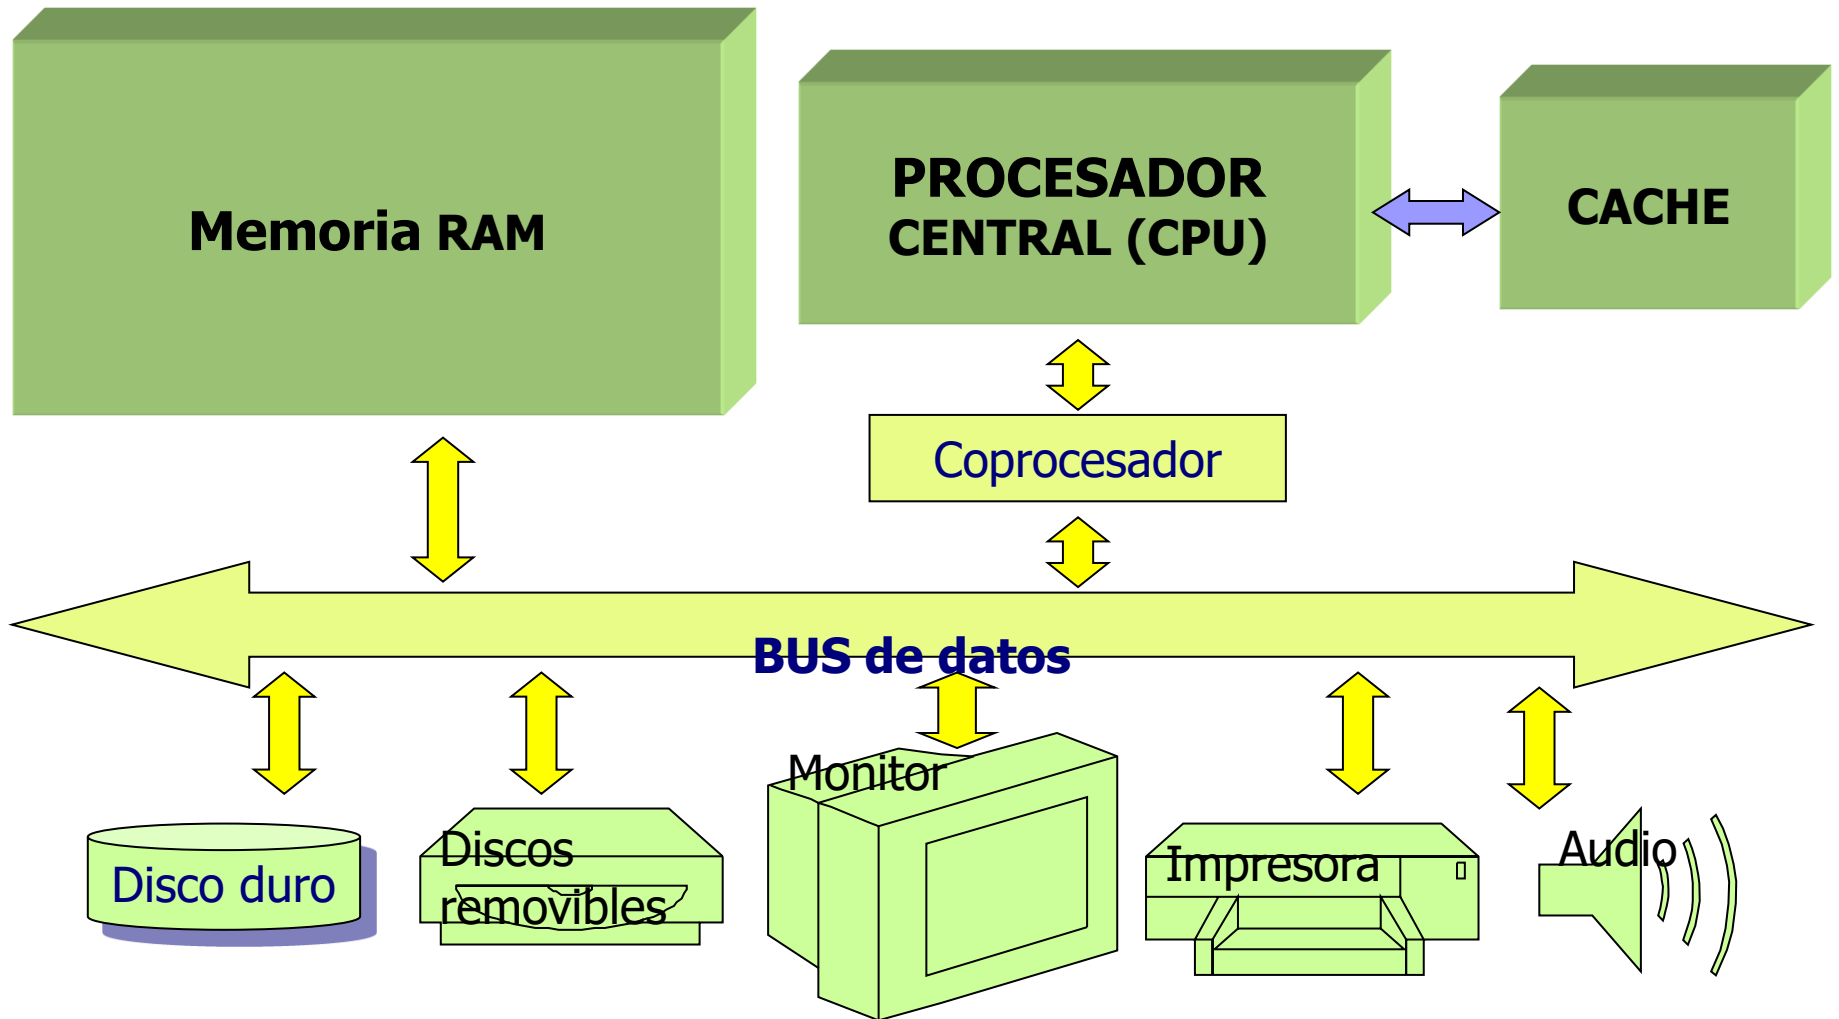 Memoria RAM
PROCESADOR
CENTRAL (CPU)
CACHE
Coprocesador
BUS de datos
Monitor
Discos
removibles
Disco duro
Impresora
Audio